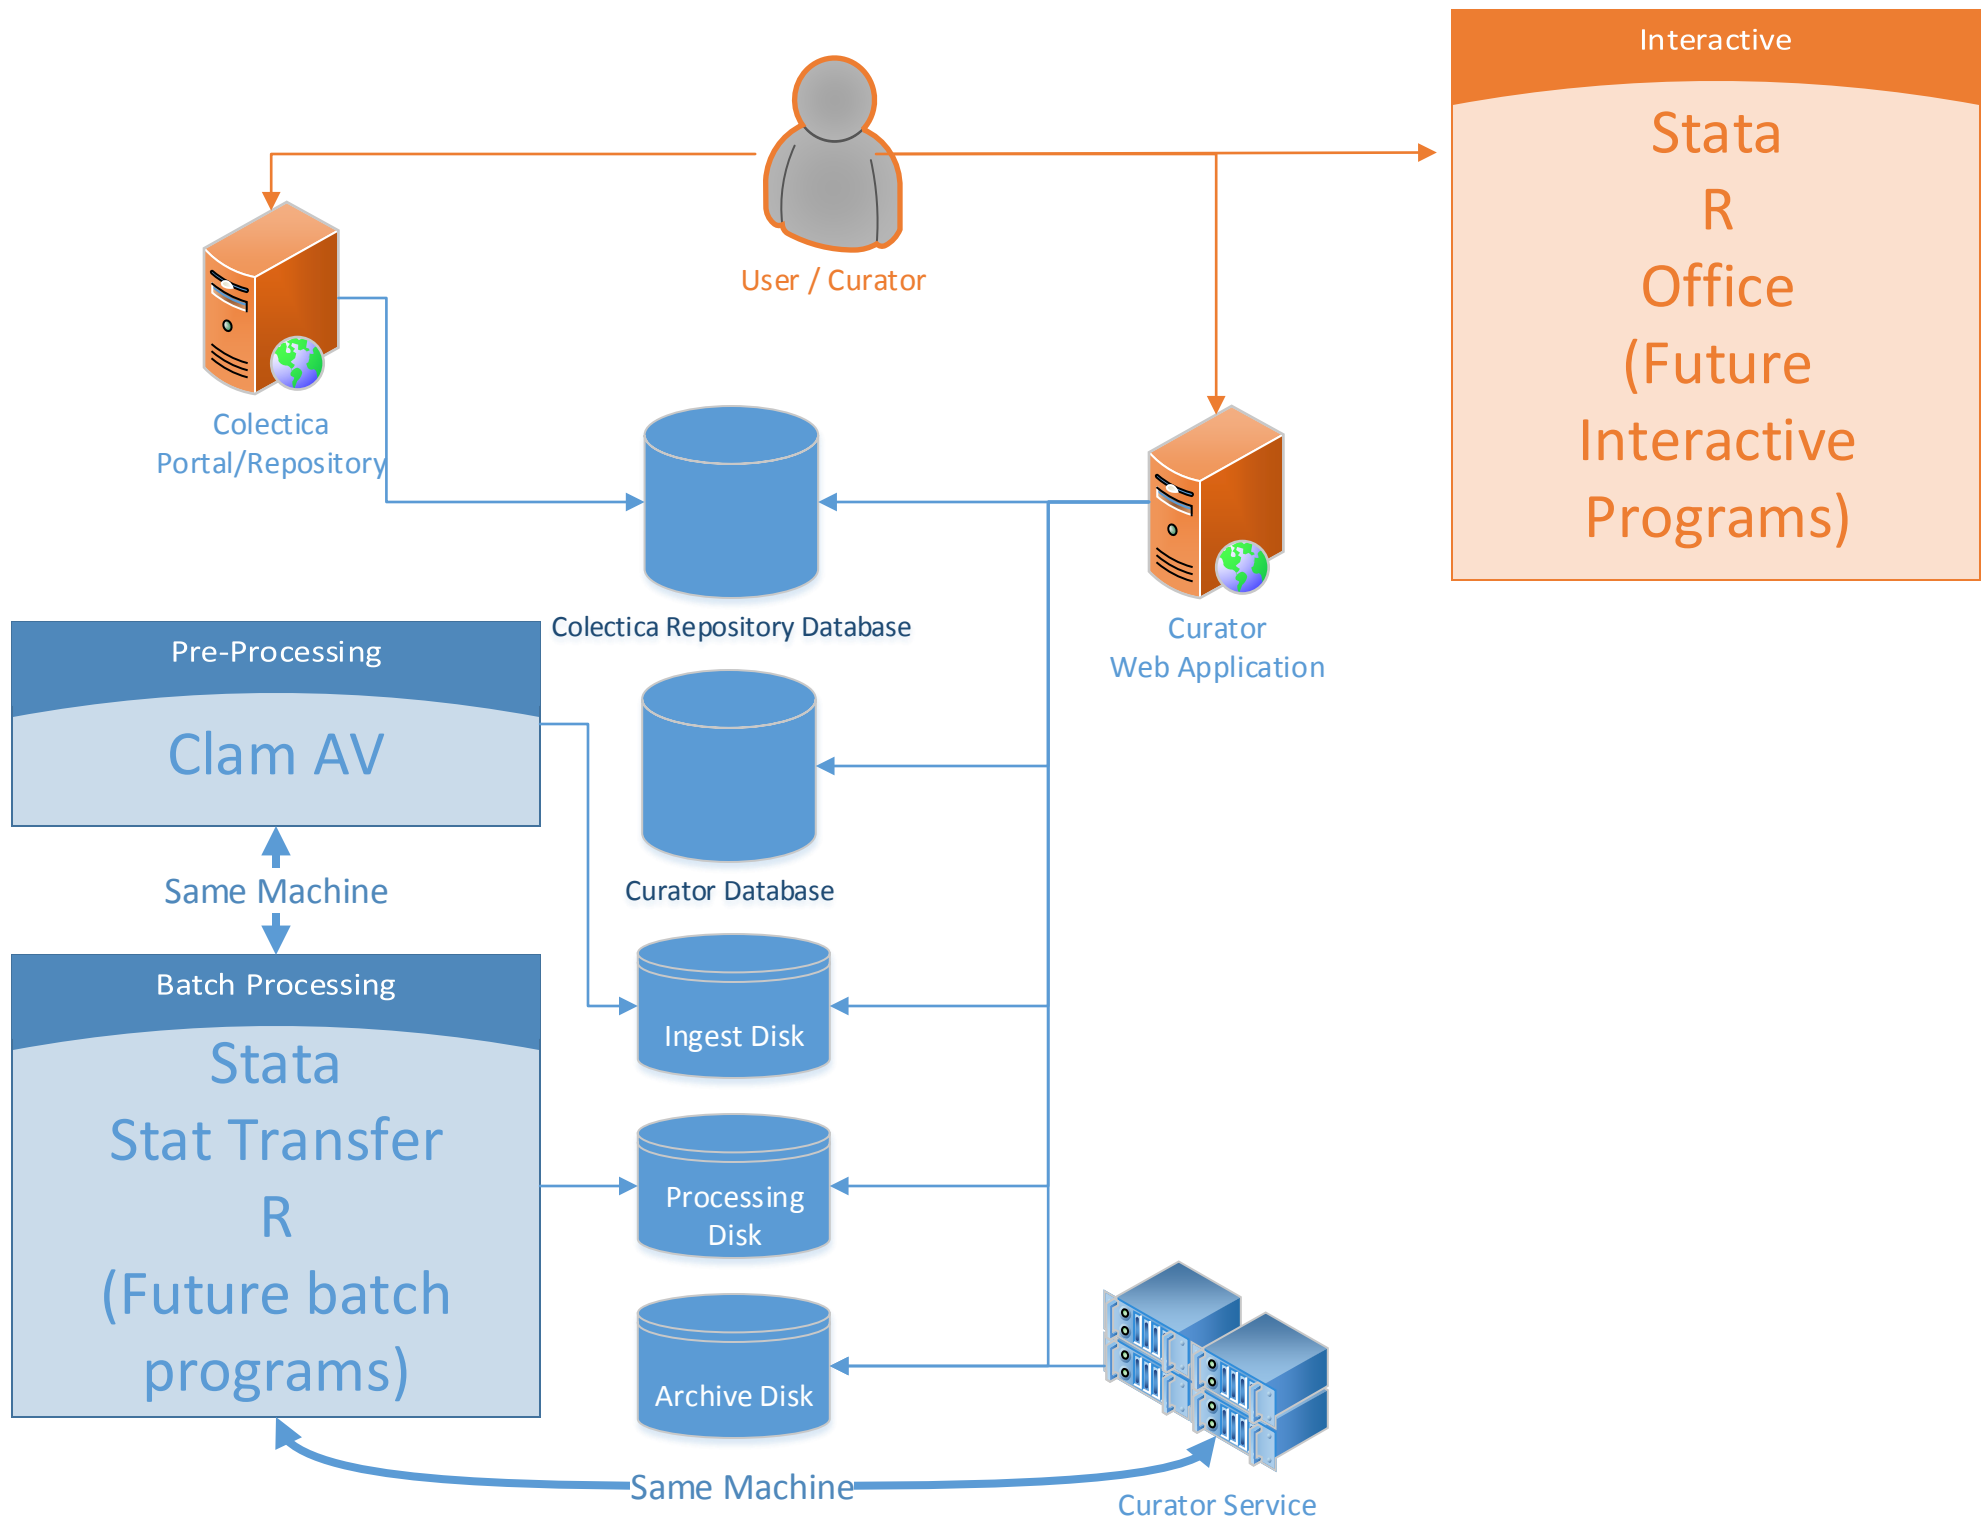 Interactive
Stata
R
Office
(Future
Interactive
Programs)
User / Curator
Colectica
Portal/Repository
Colectica Repository Database
Curator
Web Application
Pre-Processing
Clam AV
Same Machine
Curator Database
Batch Processing
Stata
Stat Transfer
R
(Future batch
programs)
Ingest Disk
Processing
Disk
Archive Disk
Same Machine
Curator Service